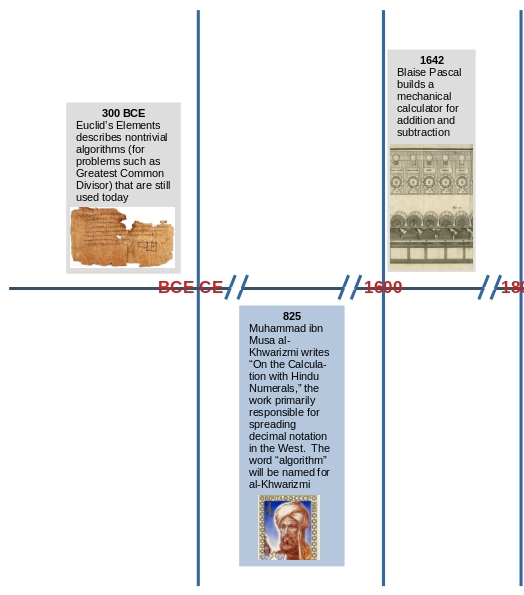 1642
Blaise Pascal
builds a
mechanical
calculator for
addition and
subtraction
300 BCE
Euclid's Elements
describes nontrivial
algorithms (for
problems such as
Greatest Common
Divisor) that are still
used today
BCE CE
1600
825
Muhammad ibn
Musa al-
Khwarizmi writes
“On the Calcula-
tion with Hindu
Numerals,” the
work primarily
responsible for
spreading
decimal notation
in the West.  The
word “algorithm”
will be named for
al-Khwarizmi